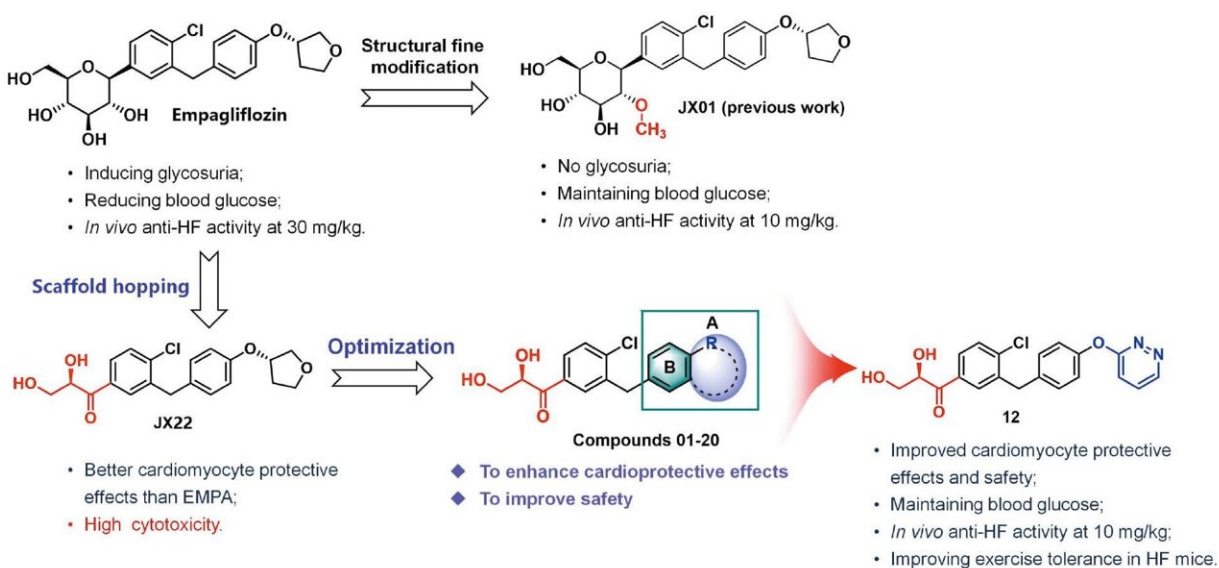 Cl
O
O
HO
O
HO
OH
OH
Empagliflozin
• Inducing glycosuria;
• Reducing blood glucose;
• In vivo anti-HF activity at 30 mg/kg.
Structural fine
modification
Cl
O
O
HO
O
HO
O
OH
CH₃
JX01 (previous work)
• No glycosuria;
• Maintaining blood glucose;
• In vivo anti-HF activity at 10 mg/kg.
Scaffold hopping
OH
Cl
O
O
HO
O
JX22
• Better cardiomyocyte protective
effects than EMPA;
• High cytotoxicity.
Optimization
OH
Cl
A
R
B
HO
O
Compounds 01-20
◆ To enhance cardioprotective effects
◆ To improve safety
OH
Cl
O
N
N
HO
O
12
• Improved cardiomyocyte protective
effects and safety;
• Maintaining blood glucose;
• In vivo anti-HF activity at 10 mg/kg;
• Improving exercise tolerance in HF mice.